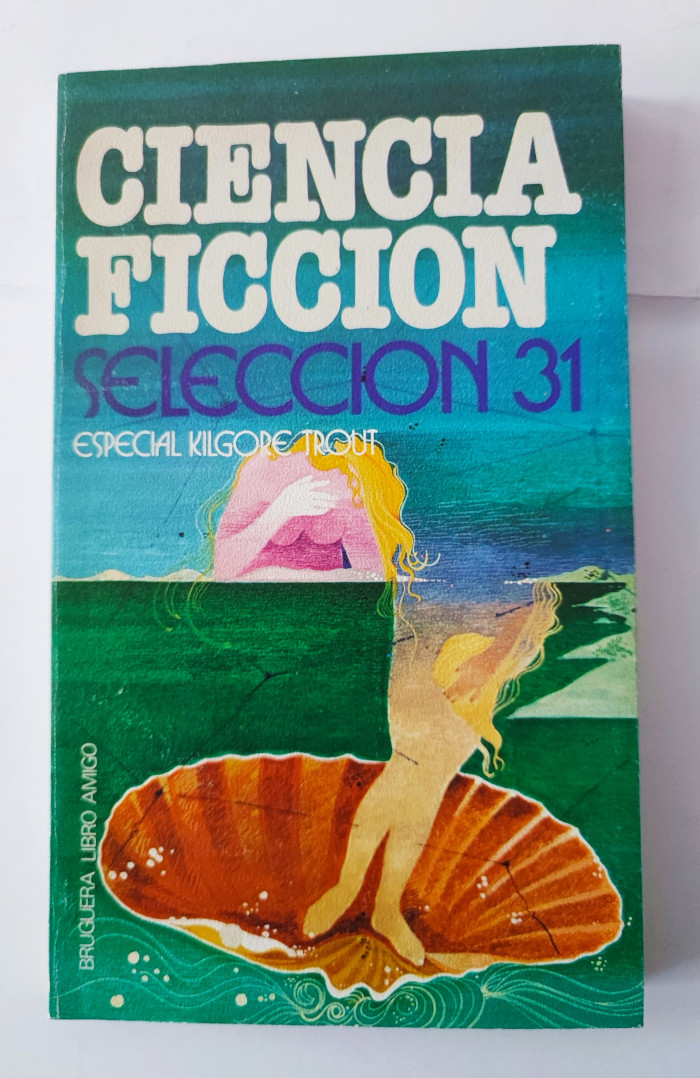 CIENCIA
FICCION
SELECCION 31
ESPECIAL KILGORE TROUT
BRUGUERA LIBRO AMIGO